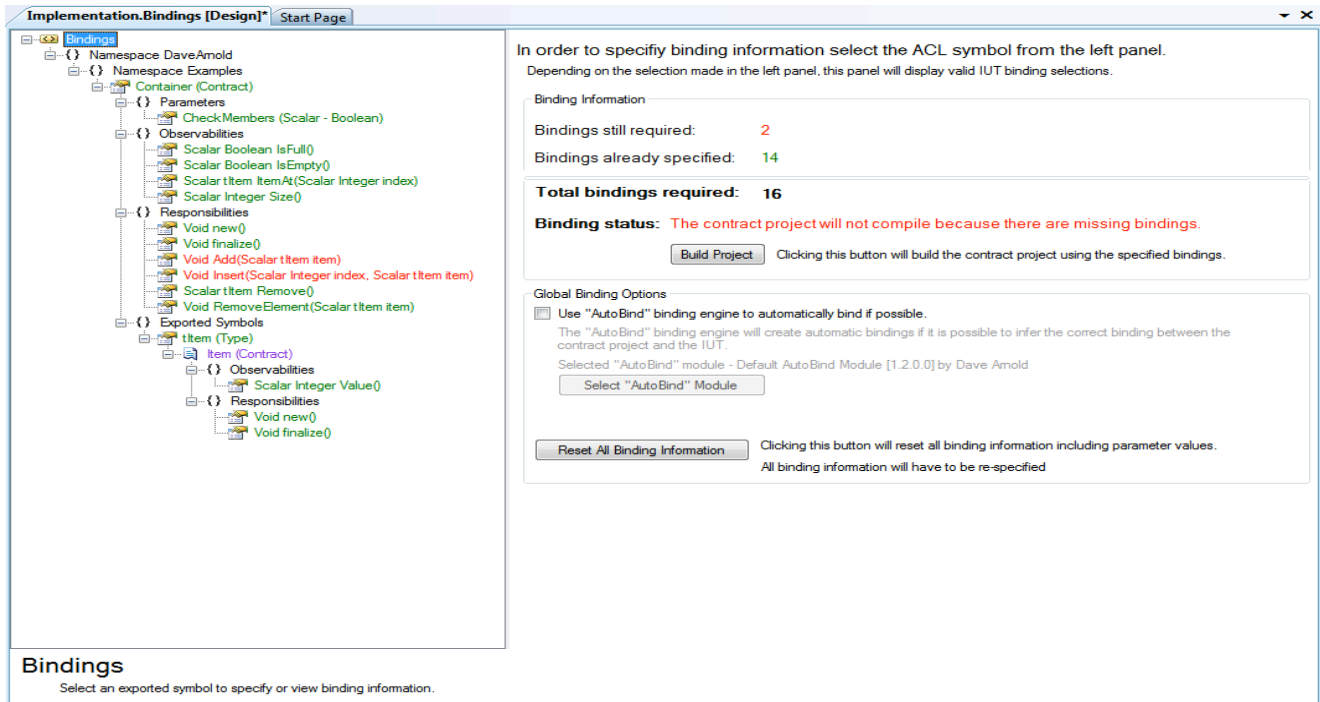 Implementation.Bindings [Design]* Start Page
Bindings
{} Namespace DaveArnold
{} Namespace Examples
Container (Contract)
{} Parameters
CheckMembers (Scalar - Boolean)
{} Observabilities
Scalar Boolean IsFull()
Scalar Boolean IsEmpty()
Scalar tItem ItemAt(Scalar Integer index)
Scalar Integer Size()
{} Responsibilities
Void new()
Void finalize()
Void Add(Scalar tItem item)
Void Insert(Scalar Integer index, Scalar tItem item)
Scalar tItem Remove()
Void RemoveElement(Scalar tItem item)
{} Exported Symbols
tItem (Type)
Item (Contract)
{} Observabilities
Scalar Integer Value()
{} Responsibilities
Void new()
Void finalize()
In order to specifiy binding information select the ACL symbol from the left panel.
Depending on the selection made in the left panel, this panel will display valid IUT binding selections.
Binding Information
Bindings still required: 2
Bindings already specified: 14
Total bindings required: 16
Binding status: The contract project will not compile because there are missing bindings.
Build Project Clicking this button will build the contract project using the specified bindings.
Global Binding Options
Use "AutoBind" binding engine to automatically bind if possible.
The "AutoBind" binding engine will create automatic bindings if it is possible to infer the correct binding between the
contract project and the IUT.
Selected "AutoBind" module - Default AutoBind Module [1.2.0.0] by Dave Arnold
Select "AutoBind" Module
Reset All Binding Information Clicking this button will reset all binding information including parameter values.
All binding information will have to be re-specified
Bindings
Select an exported symbol to specify or view binding information.